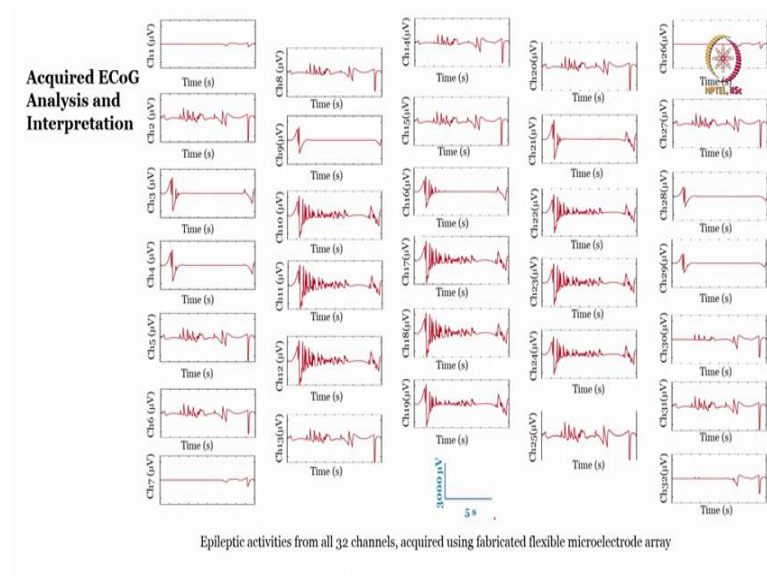 Acquired ECoG
Analysis and
Interpretation
Ch1 (µV)
Time (s)
Ch2 (µV)
Time (s)
Ch3 (µV)
Time (s)
Ch4 (µV)
Time (s)
Ch5 (µV)
Time (s)
Ch6 (µV)
Time (s)
Ch7 (µV)
Ch8 (µV)
Time (s)
Ch9(µV)
Time (s)
Ch10 (µV)
Time (s)
Ch11 (µV)
Time (s)
Ch12 (µV)
Time (s)
Ch13(µV)
Time (s)
Ch14(µV)
Time (s)
Ch15(µV)
Time (s)
Ch16(µV)
Time (s)
Ch17(µV)
Time (s)
Ch18(µV)
Time (s)
Ch19(µV)
Time (s)
3000 µV
5 s
Ch20(µV)
Time (s)
Ch21(µV)
Time (s)
Ch22(µV)
Time (s)
Ch23(µV)
Time (s)
Ch24(µV)
Time (s)
Ch25(µV)
Time (s)
Ch26(µV)
Time (s)
NPTEL, IISc
Ch27(µV)
Time (s)
Ch28(µV)
Time (s)
Ch29(µV)
Time (s)
Ch30(µV)
Time (s)
Ch31(µV)
Time (s)
Ch32(µV)
Time (s)
Epileptic activities from all 32 channels, acquired using fabricated flexible microelectrode array